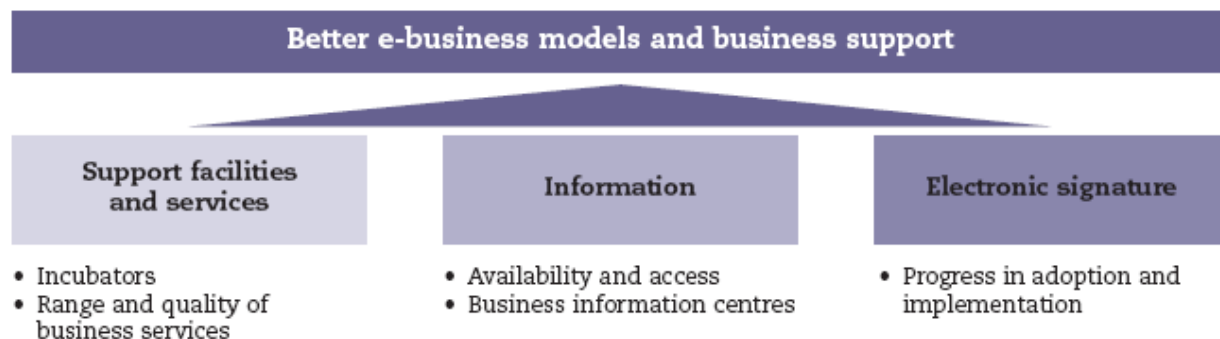 Better e-business models and business support
Support facilities
and services
Information
Electronic signature
• Incubators
• Range and quality of
business services
• Availability and access
• Business information centres
• Progress in adoption and
implementation